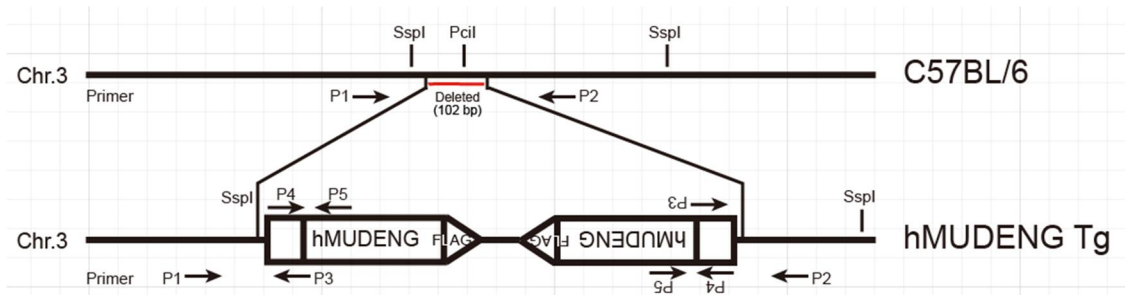 SspI PciI SspI
Chr.3 C57BL/6
Primer P1 Deleted P2
(102 bp)
SspI P4 P5 P3 SspI
Chr.3 hMUDENG FLAG FLAG hMUDENG hMUDENG Tg
Primer P1 P3 P5 P4 P2